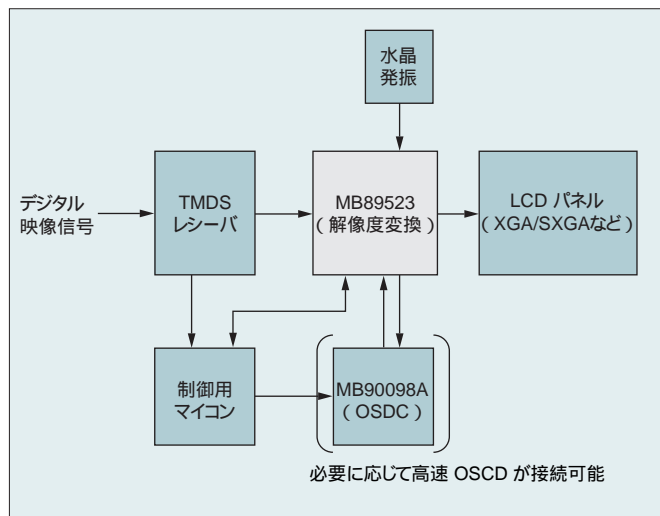 水晶
発振
デジタル
映像信号
TMDS
レシーバ
MB89523
（解像度変換）
LCD パネル
（XGA/SXGAなど）
制御用
マイコン
MB90098A
（OSDC）
必要に応じて高速 OSCD が接続可能